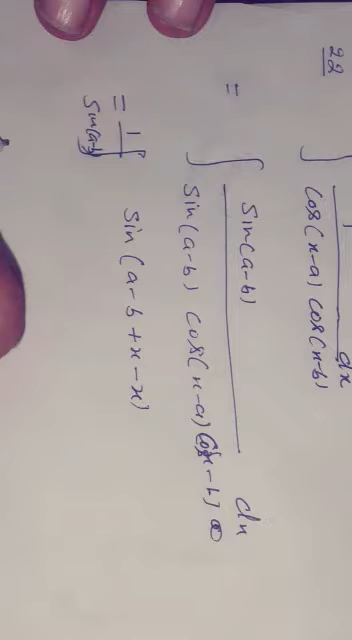 22 ∫ 1 / cos(x-a) cos(x-b) dx
= ∫ sin(a-b) / sin(a-b) cos(x-a) cos(x-b) dx
= 1/sin(a-b) ∫ sin(a-b+x-x)